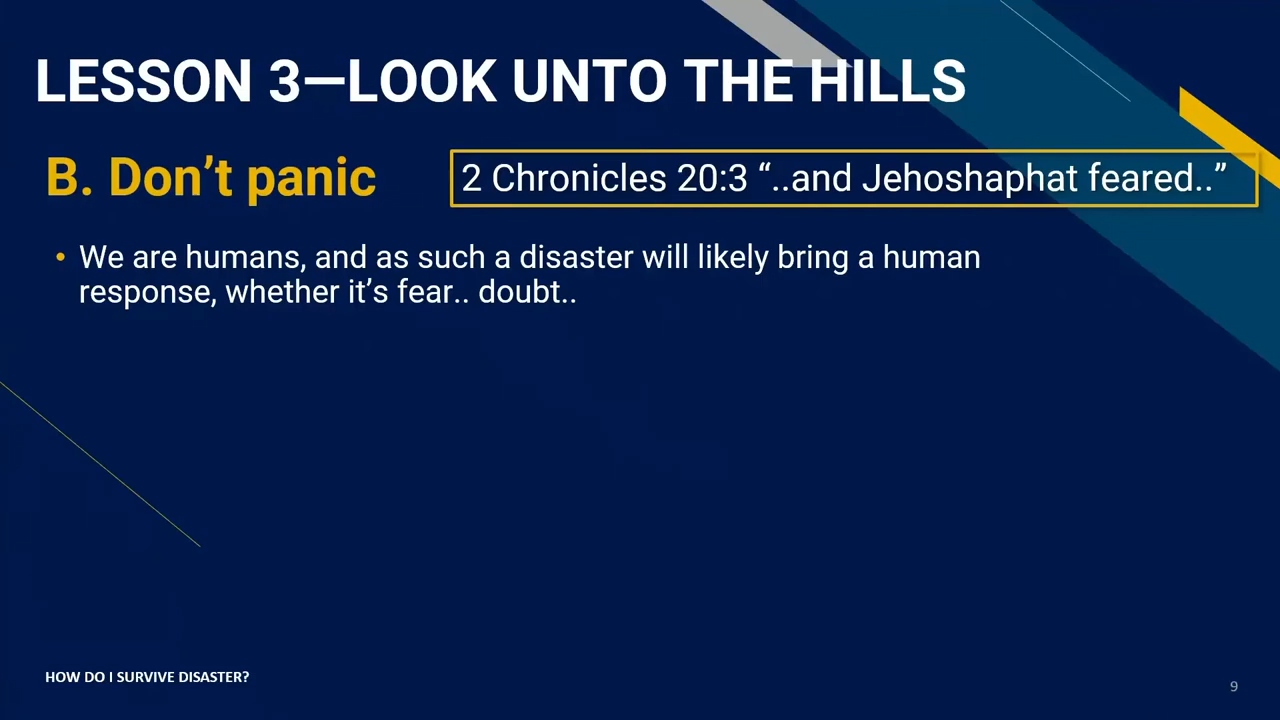 LESSON 3—LOOK UNTO THE HILLS
B. Don’t panic
2 Chronicles 20:3 “..and Jehoshaphat feared..”
• We are humans, and as such a disaster will likely bring a human
response, whether it’s fear.. doubt..
HOW DO I SURVIVE DISASTER?
9